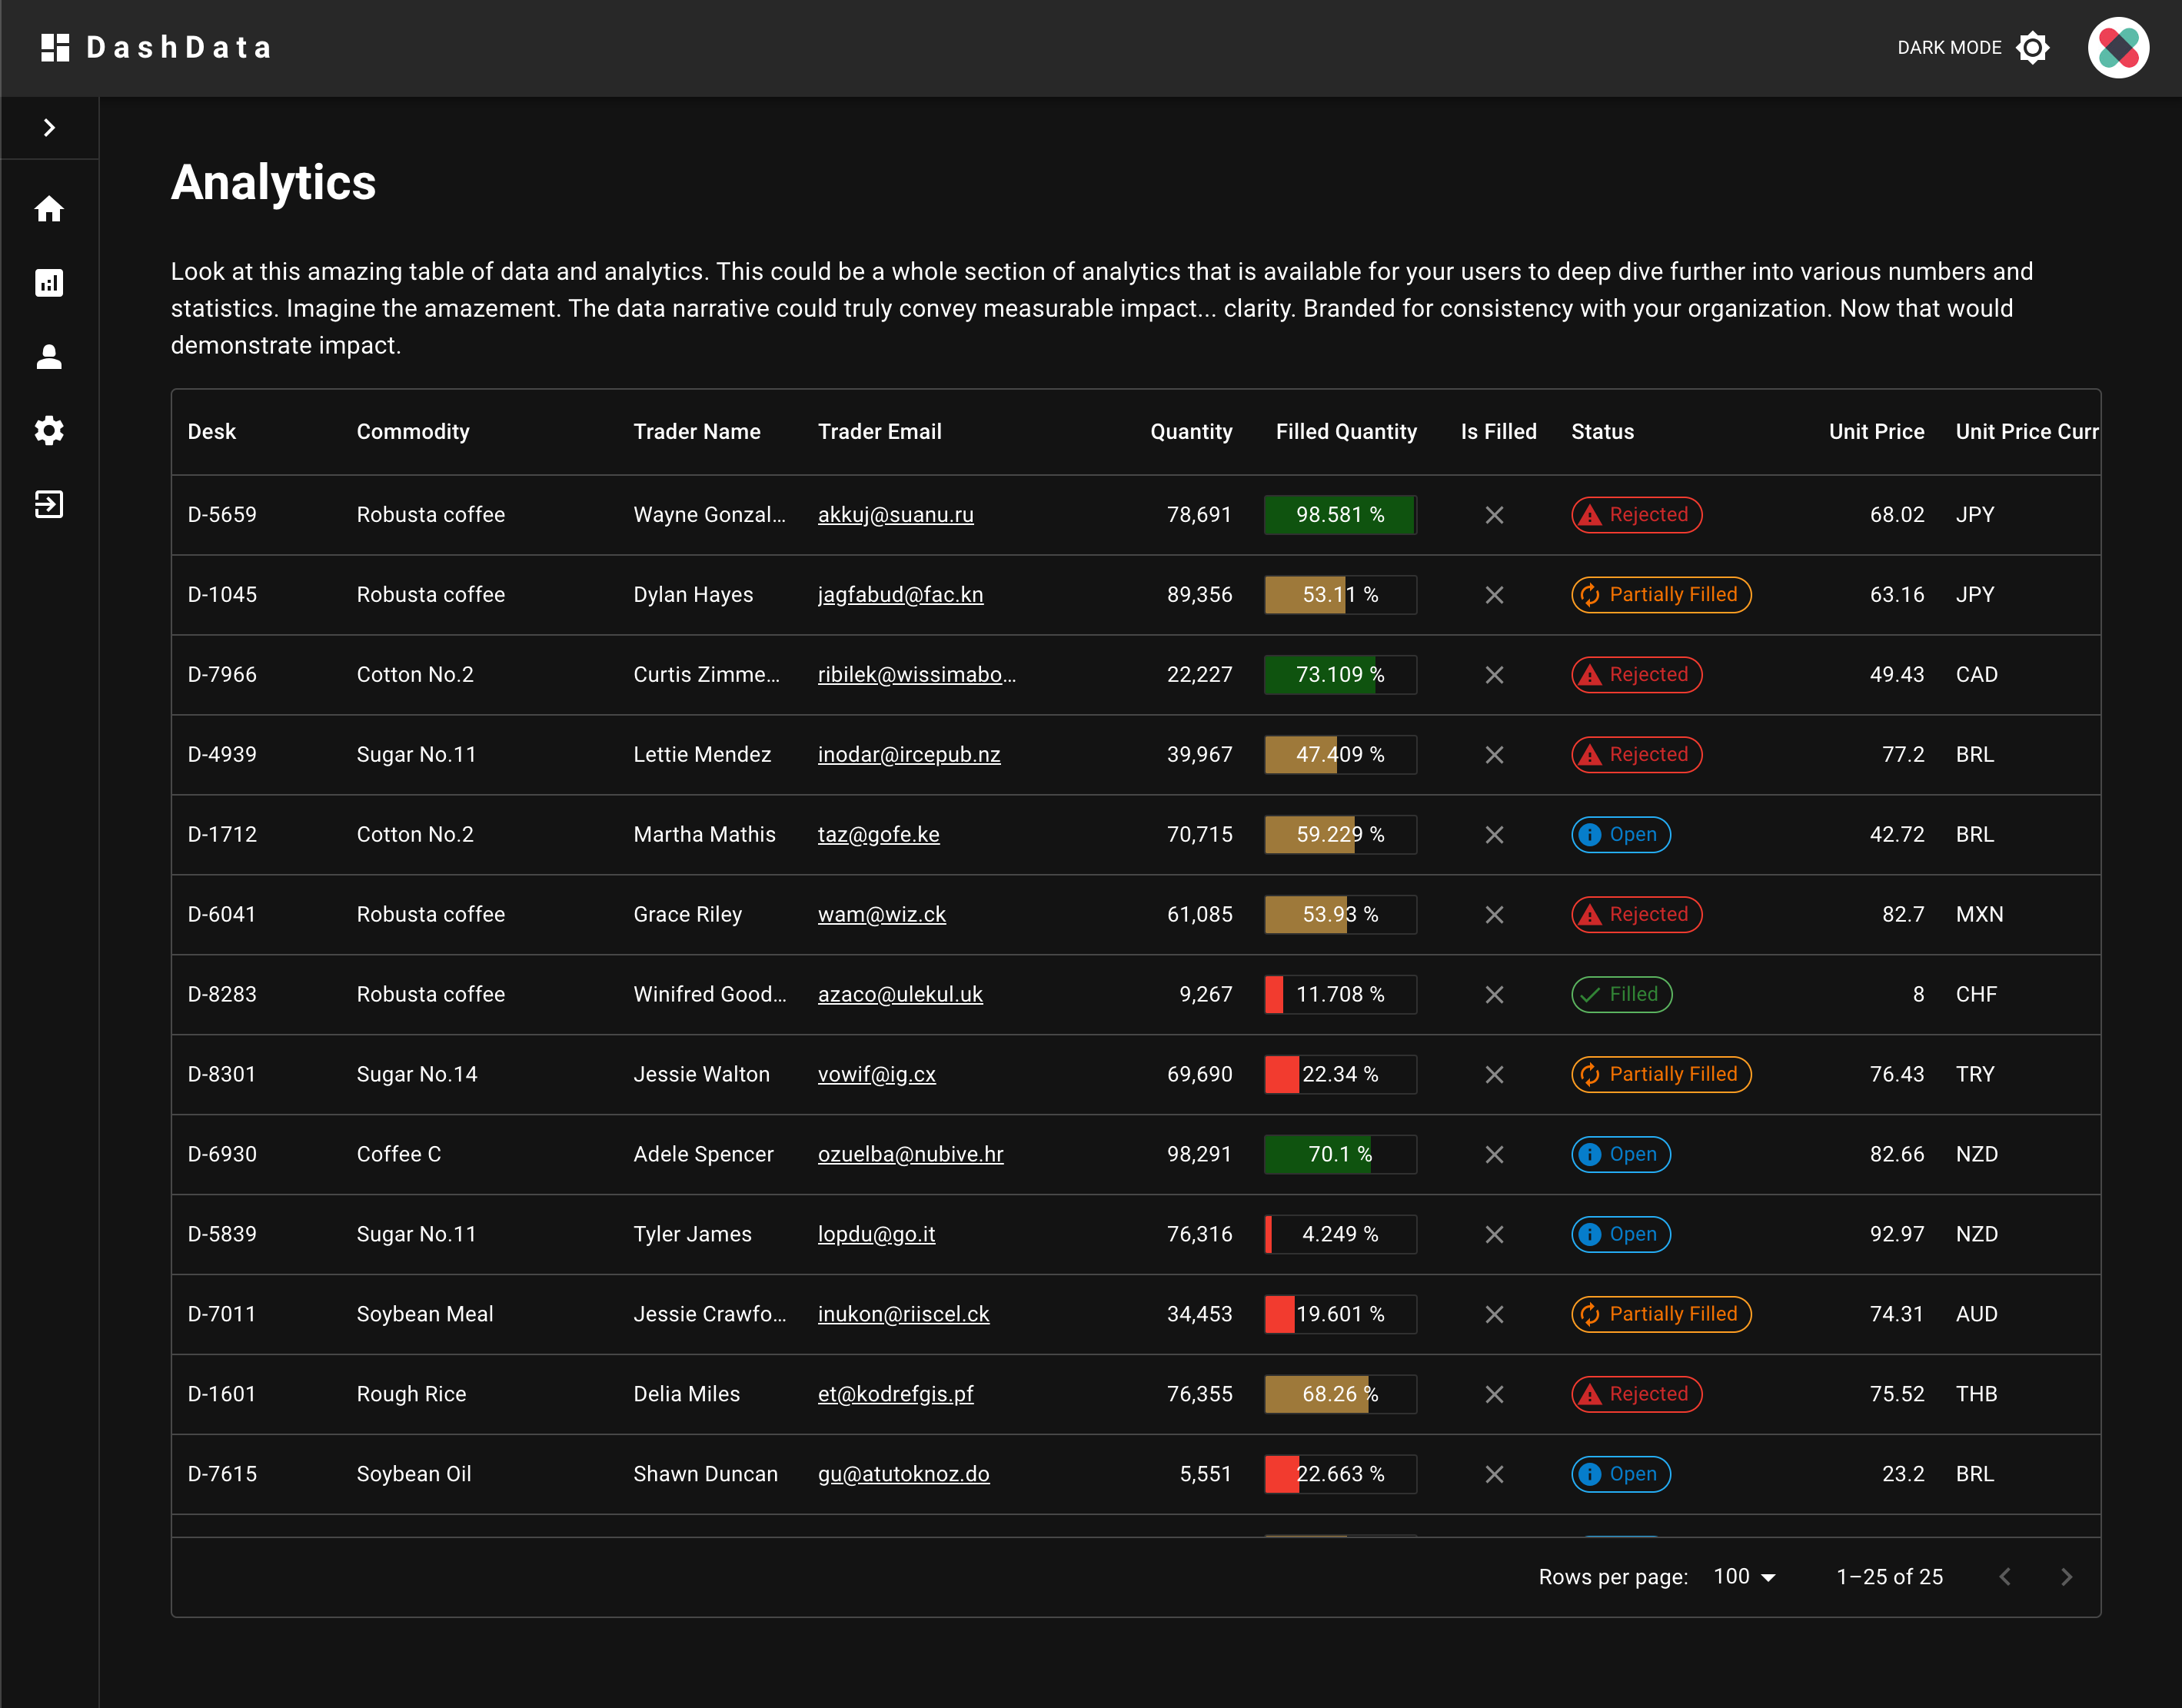 DashData
DARK MODE
Analytics
Look at this amazing table of data and analytics. This could be a whole section of analytics that is available for your users to deep dive further into various numbers and
statistics. Imagine the amazement. The data narrative could truly convey measurable impact... clarity. Branded for consistency with your organization. Now that would
demonstrate impact.
Desk Commodity Trader Name Trader Email Quantity Filled Quantity Is Filled Status Unit Price Unit Price Curr
D-5659 Robusta coffee Wayne Gonzal... akkuj@suanu.ru 78,691 98.581 % Rejected 68.02 JPY
D-1045 Robusta coffee Dylan Hayes jagfabud@fac.kn 89,356 53.11 % Partially Filled 63.16 JPY
D-7966 Cotton No.2 Curtis Zimme... ribilek@wissimabo... 22,227 73.109 % Rejected 49.43 CAD
D-4939 Sugar No.11 Lettie Mendez inodar@ircepub.nz 39,967 47.409 % Rejected 77.2 BRL
D-1712 Cotton No.2 Martha Mathis taz@gofe.ke 70,715 59.229 % Open 42.72 BRL
D-6041 Robusta coffee Grace Riley wam@wiz.ck 61,085 53.93 % Rejected 82.7 MXN
D-8283 Robusta coffee Winifred Good... azaco@ulekul.uk 9,267 11.708 % Filled 8 CHF
D-8301 Sugar No.14 Jessie Walton vowif@ig.cx 69,690 22.34 % Partially Filled 76.43 TRY
D-6930 Coffee C Adele Spencer ozuelba@nubive.hr 98,291 70.1 % Open 82.66 NZD
D-5839 Sugar No.11 Tyler James lopdu@go.it 76,316 4.249 % Open 92.97 NZD
D-7011 Soybean Meal Jessie Crawfo... inukon@riiscel.ck 34,453 19.601 % Partially Filled 74.31 AUD
D-1601 Rough Rice Delia Miles et@kodrefgis.pf 76,355 68.26 % Rejected 75.52 THB
D-7615 Soybean Oil Shawn Duncan gu@atutoknoz.do 5,551 22.663 % Open 23.2 BRL
Rows per page: 100 1–25 of 25